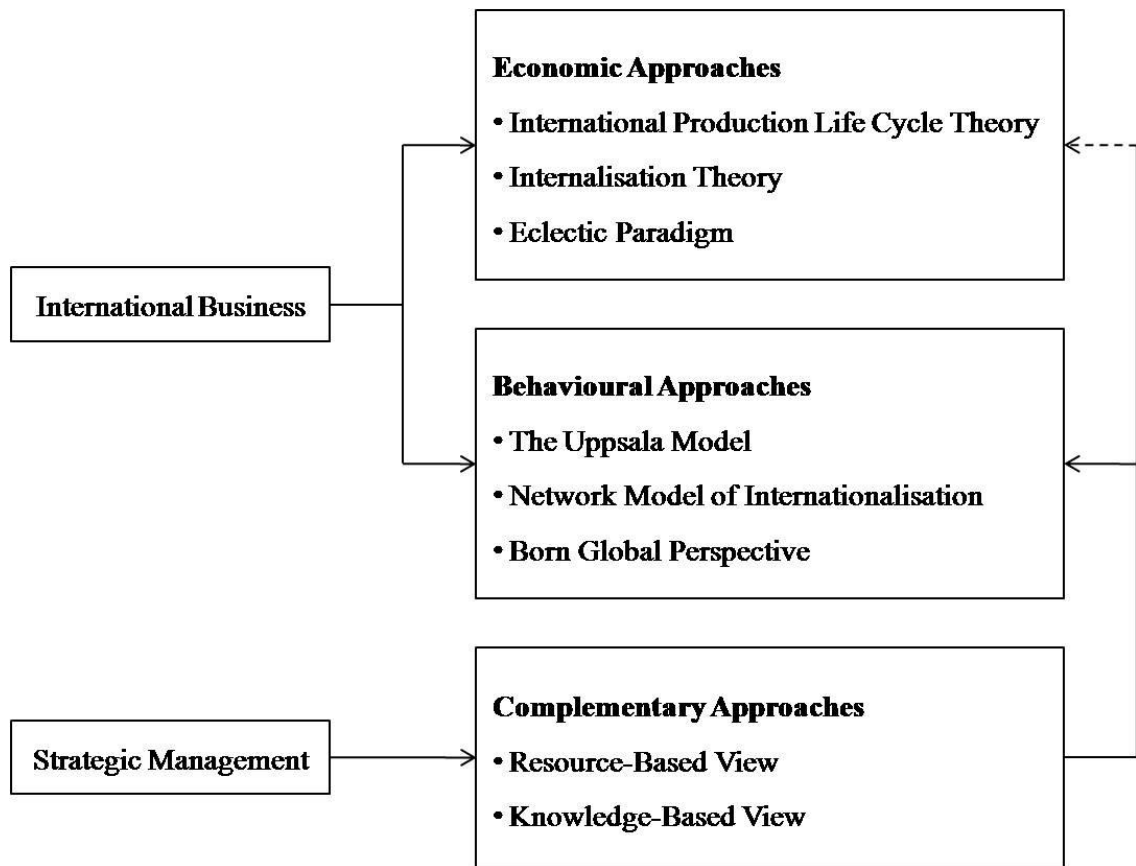 Economic Approaches
• International Production Life Cycle Theory
• Internalisation Theory
• Eclectic Paradigm
International Business
Behavioural Approaches
• The Uppsala Model
• Network Model of Internationalisation
• Born Global Perspective
Complementary Approaches
Strategic Management
• Resource-Based View
• Knowledge-Based View